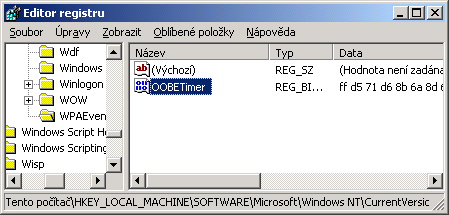 Editor registru
Soubor Úpravy Zobrazit Oblíbené položky Nápověda
Wdf
Windows
Winlogon
WOW
WPAEven
Windows Script Ho
Windows Scripting
Wisp
Název Typ Data
(Výchozí) REG_SZ (Hodnota není zadána
OOBETimer REG_BI... ff d5 71 d6 8b 6a 8d 6
Tento počítač\HKEY_LOCAL_MACHINE\SOFTWARE\Microsoft\Windows NT\CurrentVersic